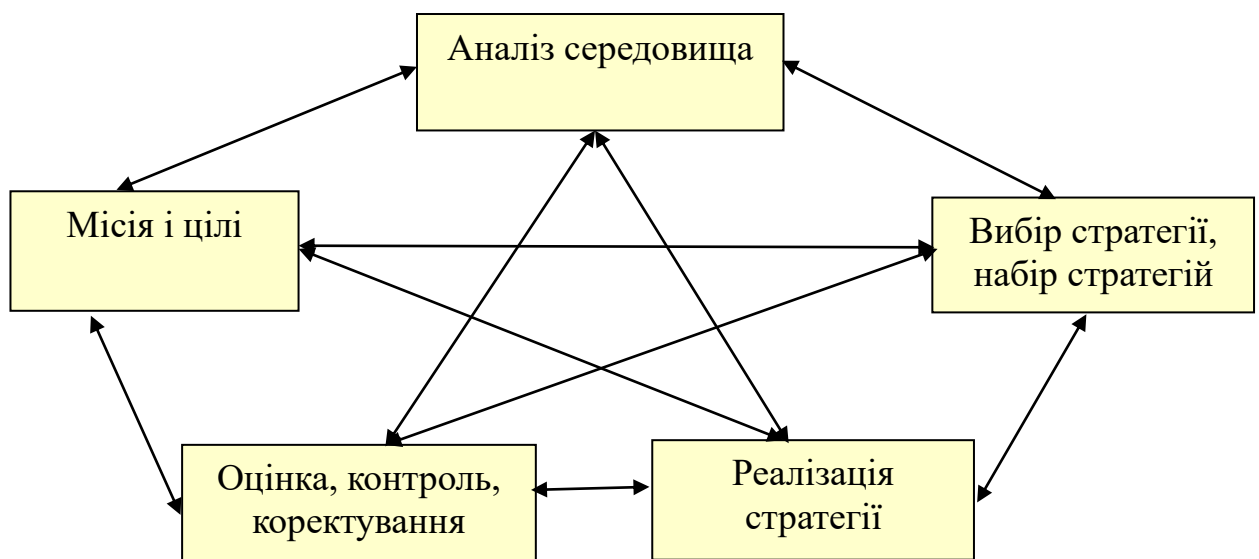 Аналіз середовища
Місія і цілі
Вибір стратегії,
набір стратегій
Оцінка, контроль,
коректування
Реалізація
стратегії